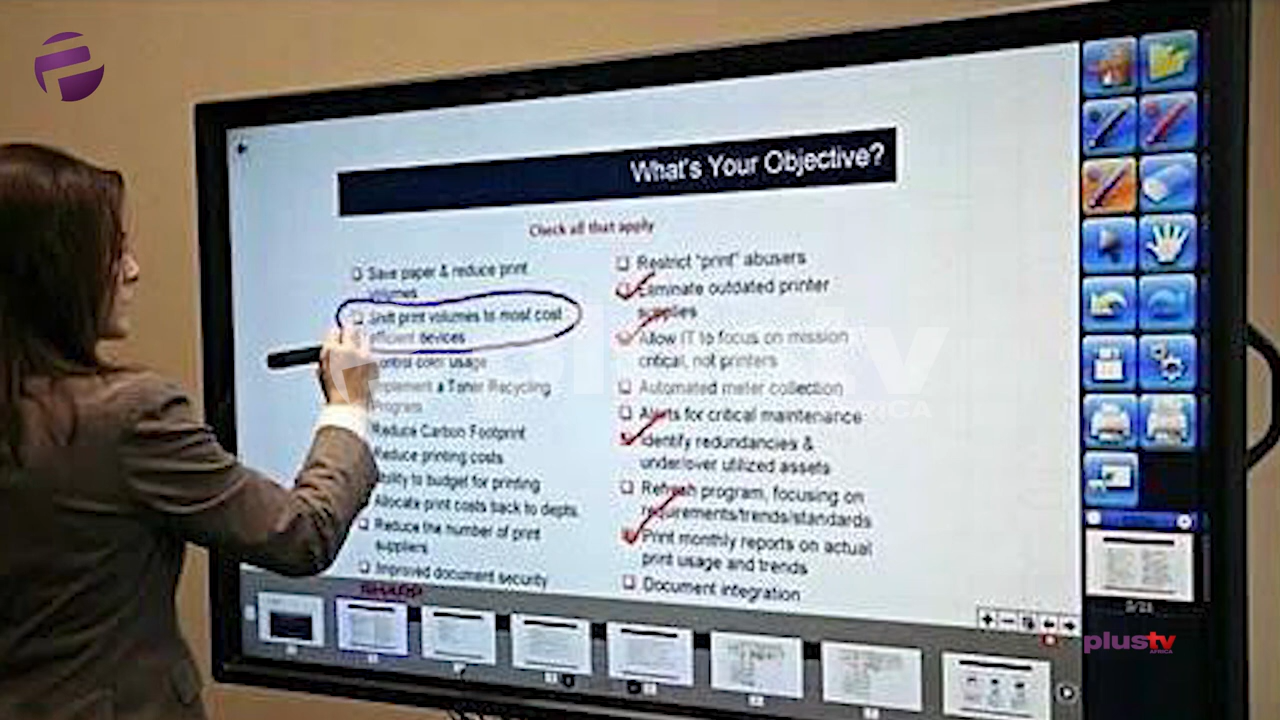 What's Your Objective?
Check all that apply
Save paper & reduce print
volumes
Shift print volumes to most cost
efficient devices
control color usage
Implement a Toner Recycling
Program
Reduce Carbon Footprint
Reduce printing costs
Ability to budget for printing
Allocate print costs back to depts
Reduce the number of print
suppliers
Improved document security
Restrict "print" abusers
Eliminate outdated printer
supplies
Allow IT to focus on mission
critical, not printers
Automated meter collection
Alerts for critical maintenance
Identify redundancies &
under/over utilized assets
Refresh program, focusing on
requirements/trends/standards
Print monthly reports on actual
print usage and trends
Document integration
plustv
AFRICA
plustv
AFRICA